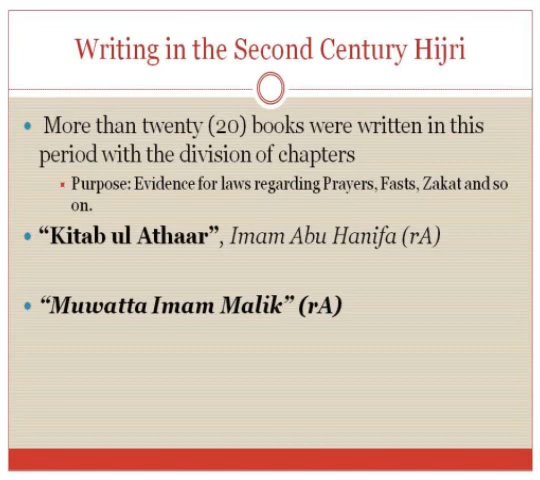 Writing in the Second Century Hijri
• More than twenty (20) books were written in this
period with the division of chapters
▪ Purpose: Evidence for laws regarding Prayers, Fasts, Zakat and so
on.
• “Kitab ul Athaar”, Imam Abu Hanifa (rA)
• “Muwatta Imam Malik” (rA)